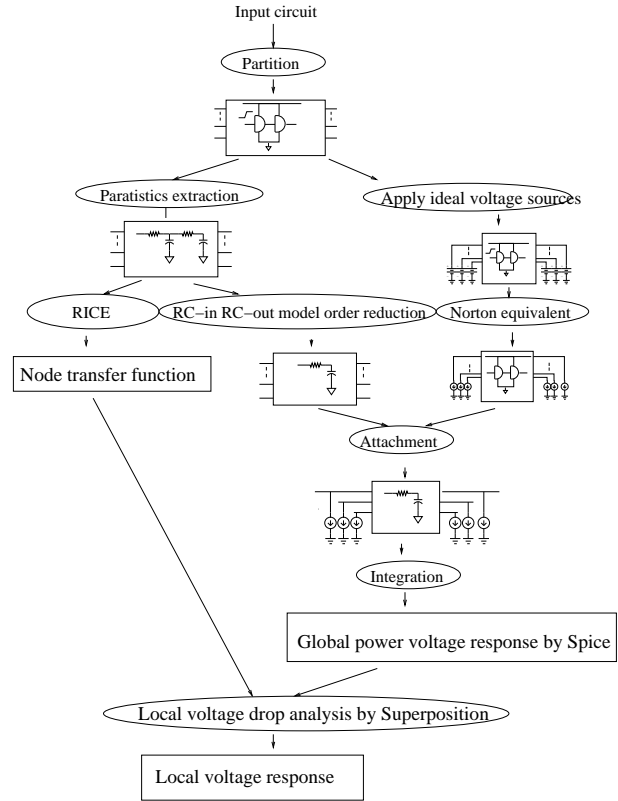 Input circuit
Partition
Paratistics extraction
Apply ideal voltage sources
RICE
RC−in RC−out model order reduction
Norton equivalent
Node transfer function
Attachment
Integration
Global power voltage response by Spice
Local voltage drop analysis by Superposition
Local voltage response